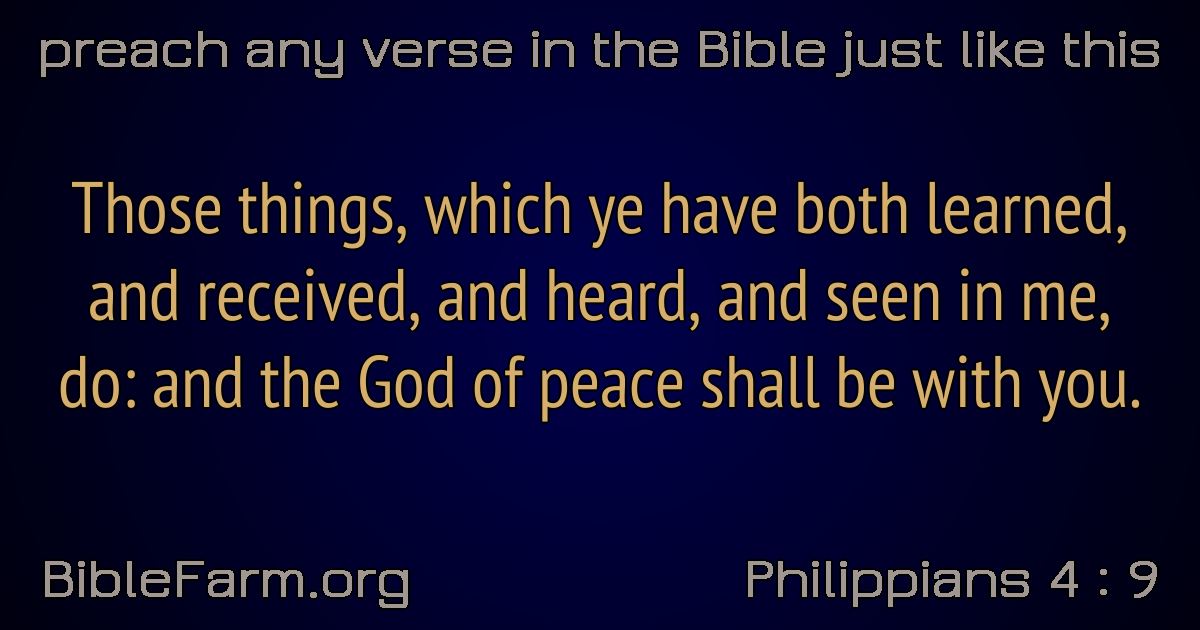 preach any verse in the Bible just like this
Those things, which ye have both learned,
and received, and heard, and seen in me,
do: and the God of peace shall be with you.
BibleFarm.org
Philippians 4 : 9